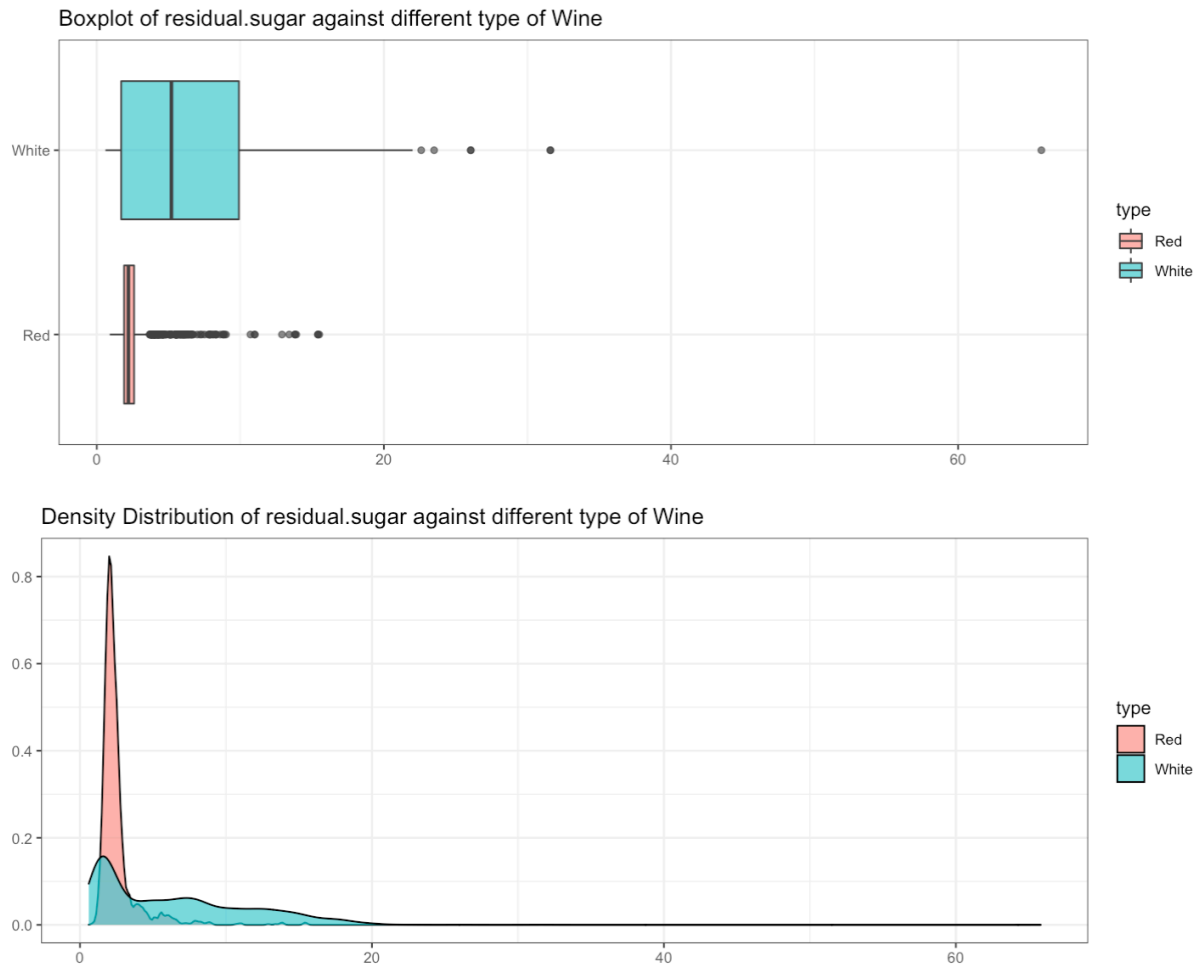 Boxplot of residual.sugar against different type of Wine
White
Red
0 20 40 60
type
Red
White
Density Distribution of residual.sugar against different type of Wine
0.8
0.6
0.4
0.2
0.0
0 20 40 60
type
Red
White